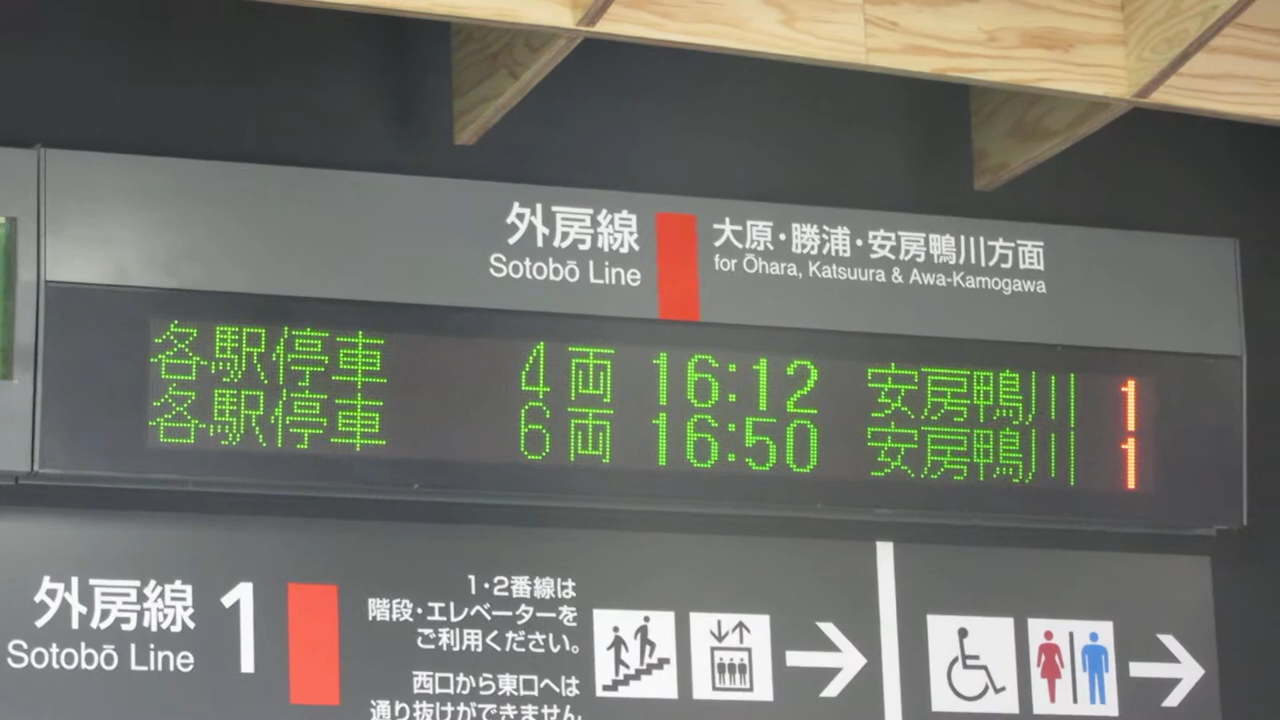 外房線
Sotobō Line
大原・勝浦・安房鴨川方面
for Ōhara, Katsuura & Awa-Kamogawa
各駅停車 4両 16:12 安房鴨川 1
各駅停車 6両 16:50 安房鴨川 1
外房線 1
Sotobō Line
1・2番線は
階段・エレベーターを
ご利用ください。
西口から東口へは
通り抜けができません